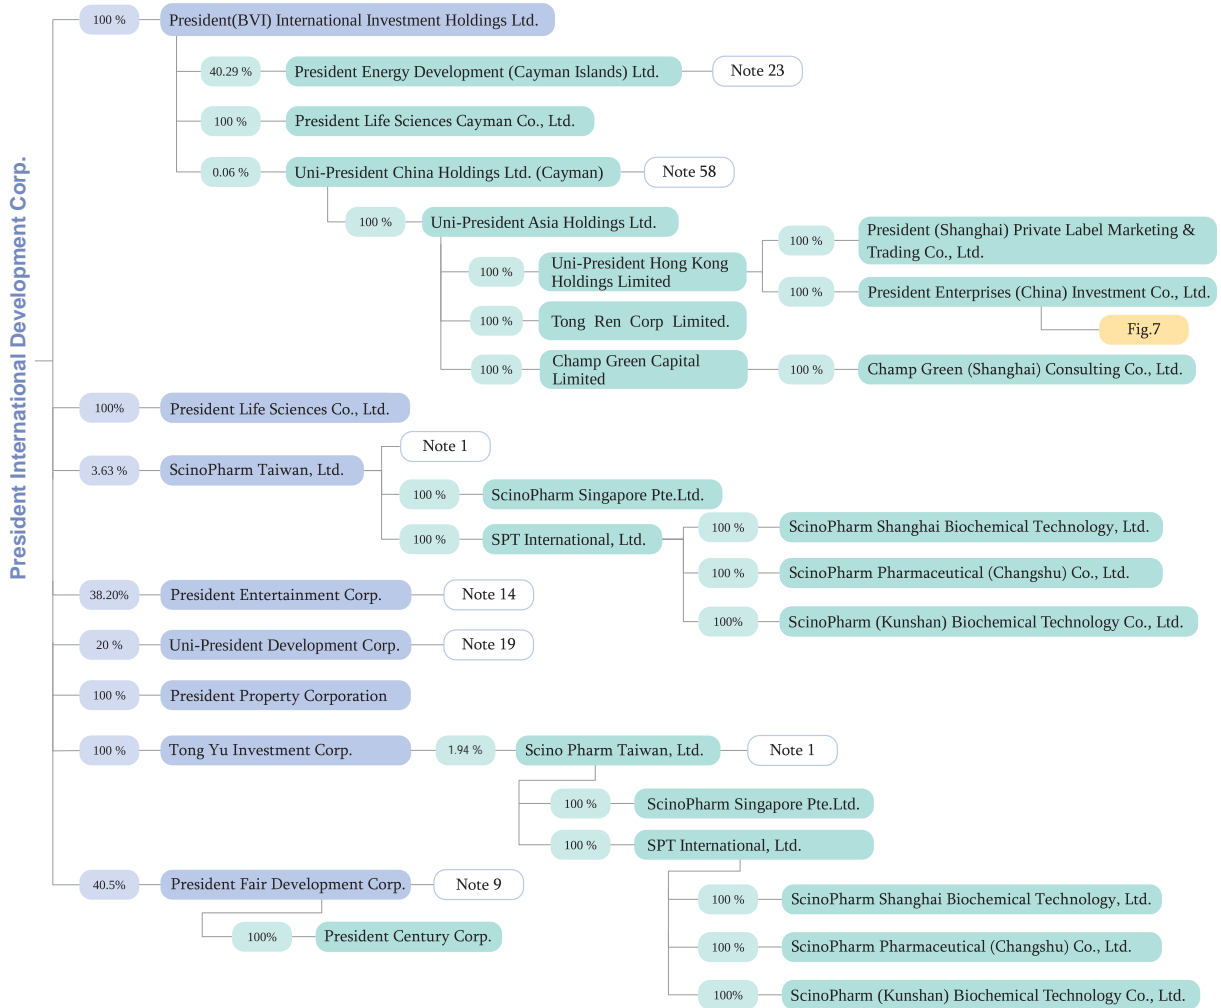 President International Development Corp.
100 %
President(BVI) International Investment Holdings Ltd.
40.29 %
President Energy Development (Cayman Islands) Ltd.
Note 23
100 %
President Life Sciences Cayman Co., Ltd.
0.06 %
Uni-President China Holdings Ltd. (Cayman)
Note 58
100 %
Uni-President Asia Holdings Ltd.
100 %
Uni-President Hong Kong
Holdings Limited
100 %
President (Shanghai) Private Label Marketing &
Trading Co., Ltd.
100 %
President Enterprises (China) Investment Co., Ltd.
Fig.7
100 %
Tong Ren Corp Limited.
100 %
Champ Green Capital
Limited
100 %
Champ Green (Shanghai) Consulting Co., Ltd.
100%
President Life Sciences Co., Ltd.
3.63 %
ScinoPharm Taiwan, Ltd.
Note 1
100 %
ScinoPharm Singapore Pte.Ltd.
100 %
SPT International, Ltd.
100 %
ScinoPharm Shanghai Biochemical Technology, Ltd.
100 %
ScinoPharm Pharmaceutical (Changshu) Co., Ltd.
100%
ScinoPharm (Kunshan) Biochemical Technology Co., Ltd.
38.20%
President Entertainment Corp.
Note 14
20 %
Uni-President Development Corp.
Note 19
100 %
President Property Corporation
100 %
Tong Yu Investment Corp.
1.94 %
Scino Pharm Taiwan, Ltd.
Note 1
100 %
ScinoPharm Singapore Pte.Ltd.
100 %
SPT International, Ltd.
100 %
ScinoPharm Shanghai Biochemical Technology, Ltd.
100 %
ScinoPharm Pharmaceutical (Changshu) Co., Ltd.
100%
ScinoPharm (Kunshan) Biochemical Technology Co., Ltd.
40.5%
President Fair Development Corp.
Note 9
100%
President Century Corp.